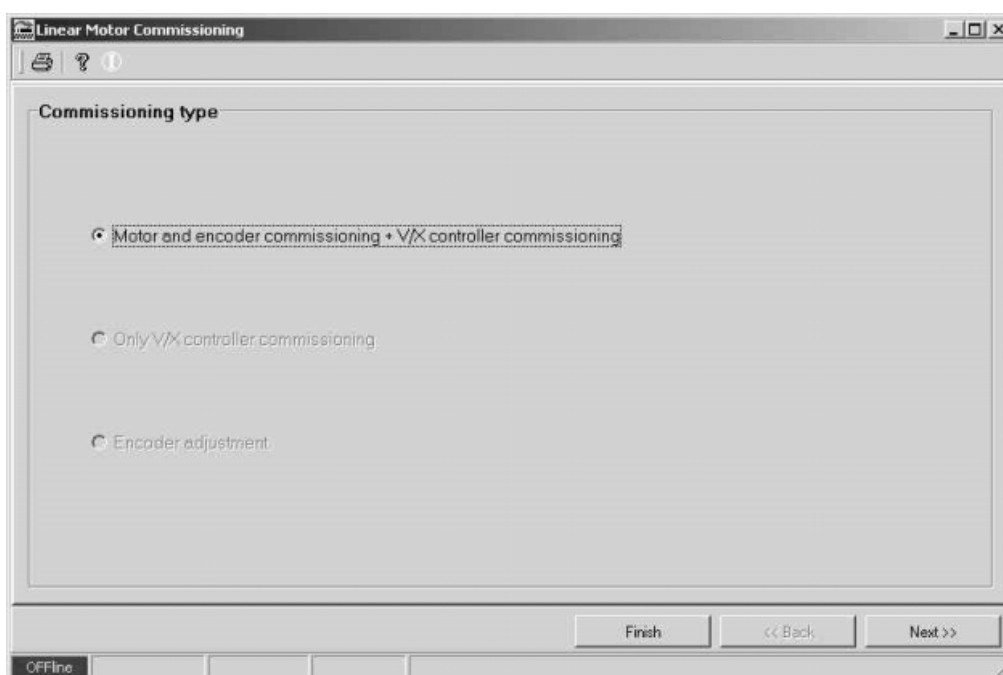 Linear Motor Commissioning
Commissioning type
Motor and encoder commissioning + V/X controller commissioning
Only V/X controller commissioning
Encoder adjustment
Finish
<< Back
Next >>
OFFline